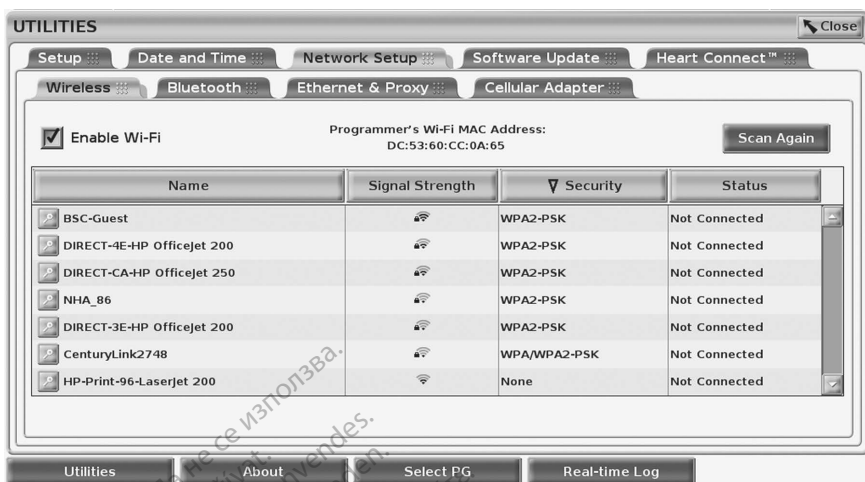 UTILITIES
Close
Setup Date and Time Network Setup Software Update Heart Connect™
Wireless Bluetooth Ethernet & Proxy Cellular Adapter
Enable Wi-Fi
Programmer's Wi-Fi MAC Address:
DC:53:60:CC:0A:65
Scan Again
Name Signal Strength Security Status
BSC-Guest WPA2-PSK Not Connected
DIRECT-4E-HP OfficeJet 200 WPA2-PSK Not Connected
DIRECT-CA-HP OfficeJet 250 WPA2-PSK Not Connected
NHA_86 WPA2-PSK Not Connected
DIRECT-3E-HP OfficeJet 200 WPA2-PSK Not Connected
CenturyLink2748 WPA/WPA2-PSK Not Connected
HP-Print-96-LaserJet 200 None Not Connected
не се използва.
Utilities About Select PG Real-time Log